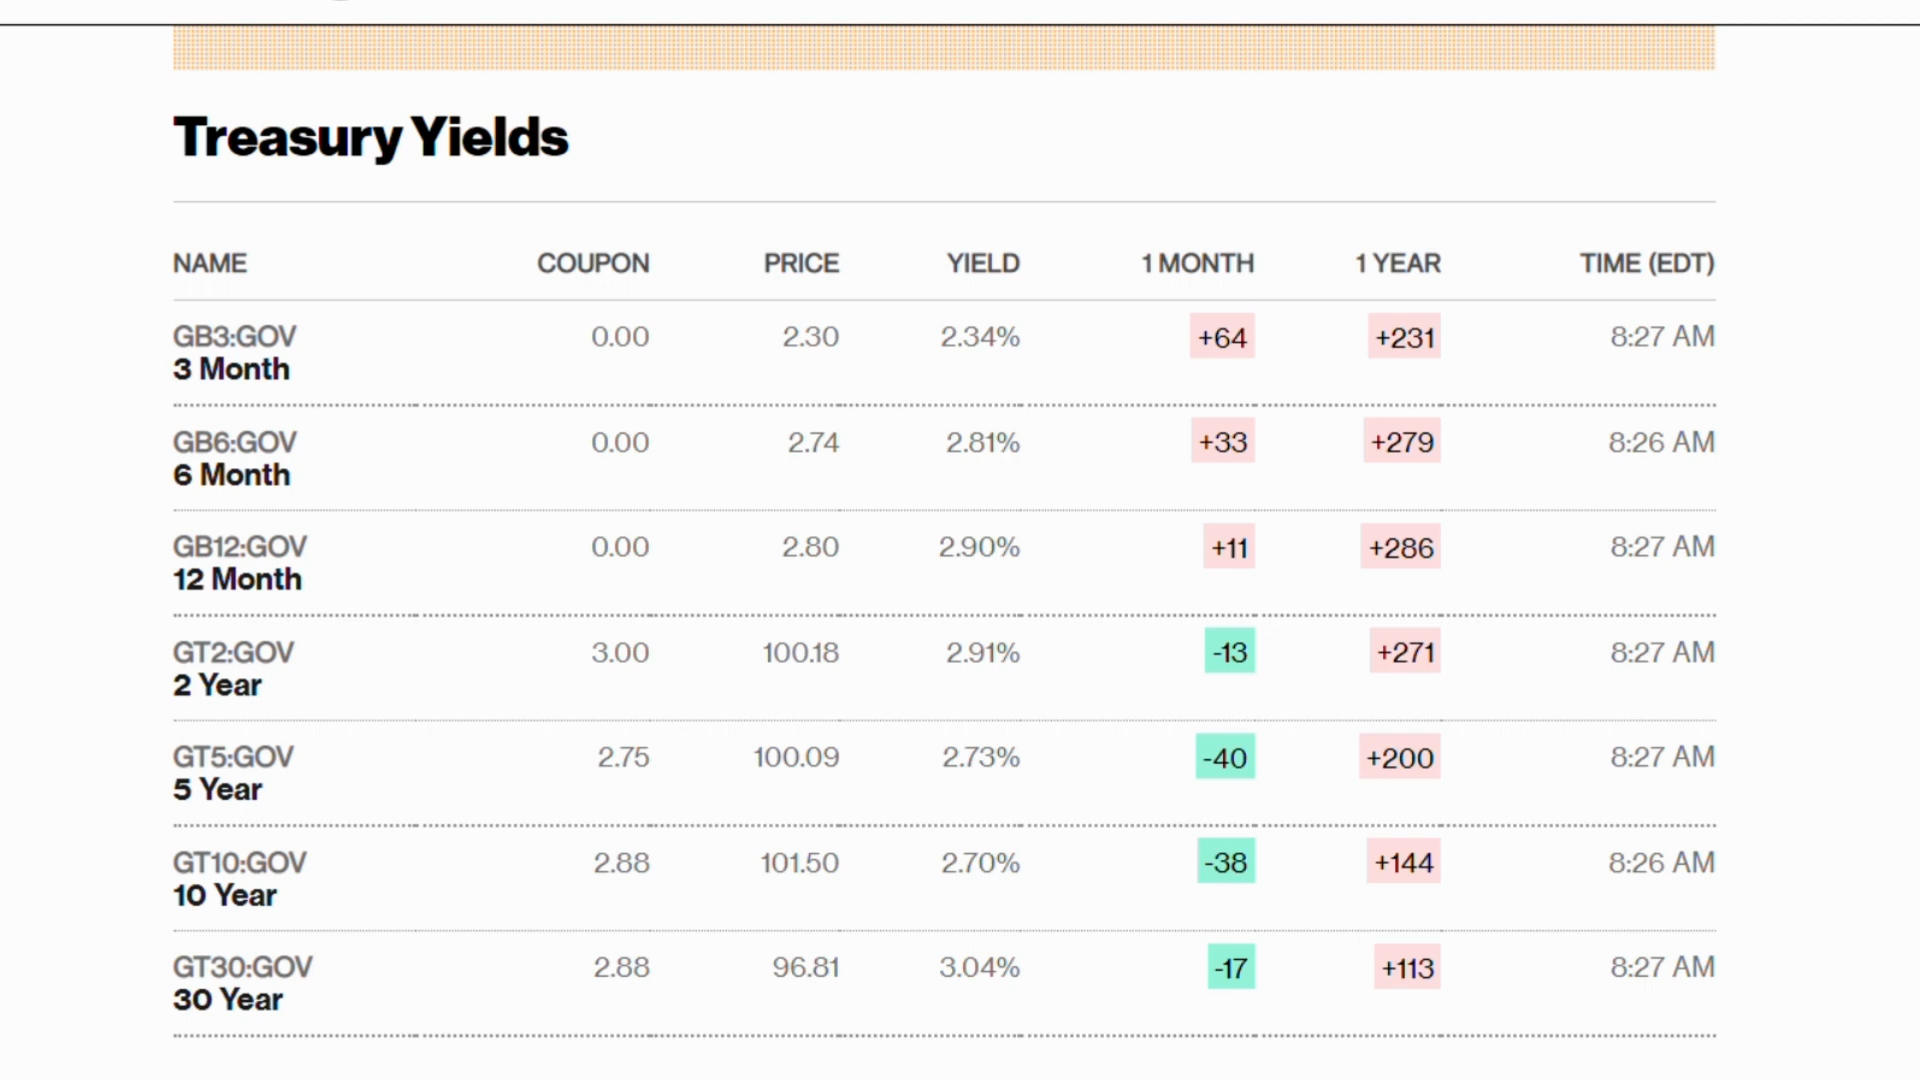 Treasury Yields
NAME COUPON PRICE YIELD 1 MONTH 1 YEAR TIME (EDT)
GB3:GOV 0.00 2.30 2.34% +64 +231 8:27 AM
3 Month
GB6:GOV 0.00 2.74 2.81% +33 +279 8:26 AM
6 Month
GB12:GOV 0.00 2.80 2.90% +11 +286 8:27 AM
12 Month
GT2:GOV 3.00 100.18 2.91% -13 +271 8:27 AM
2 Year
GT5:GOV 2.75 100.09 2.73% -40 +200 8:27 AM
5 Year
GT10:GOV 2.88 101.50 2.70% -38 +144 8:26 AM
10 Year
GT30:GOV 2.88 96.81 3.04% -17 +113 8:27 AM
30 Year